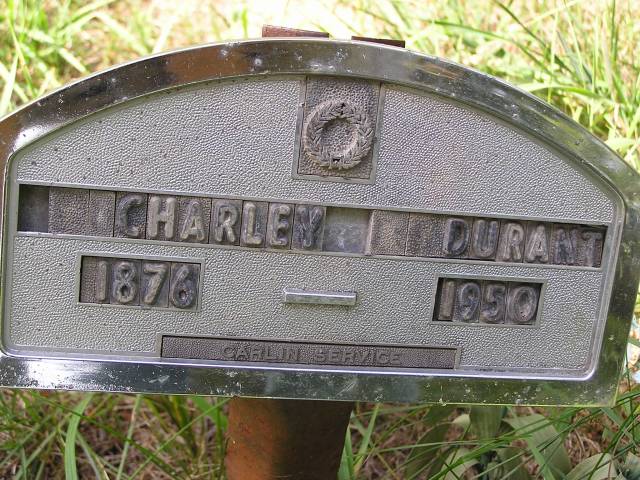 CHARLEY DURANT
1876 — 1950
CARLIN SERVICE